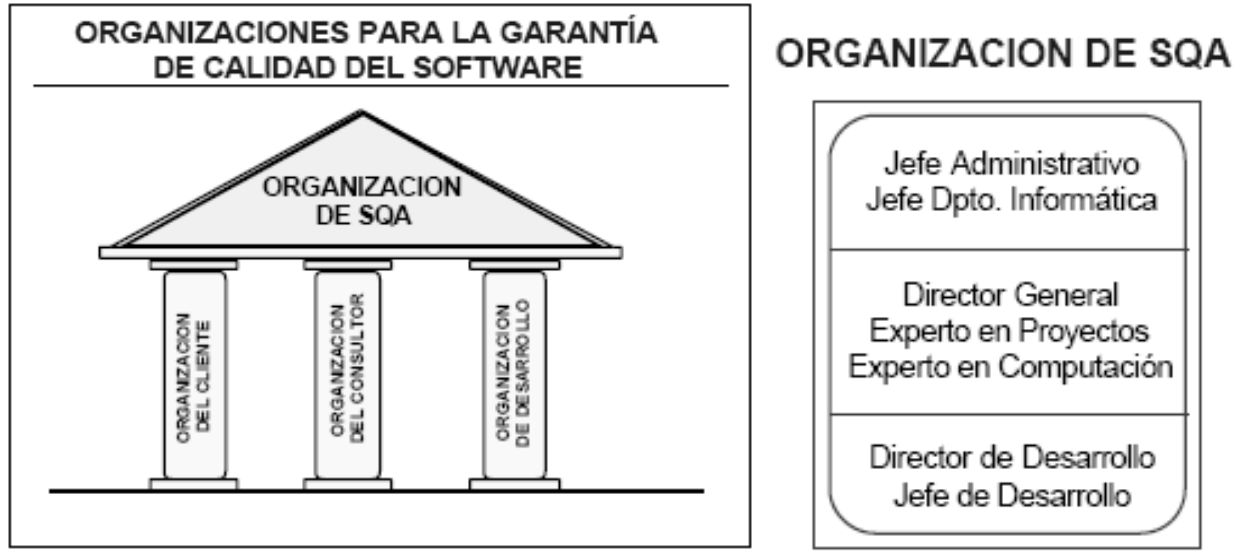 ORGANIZACIONES PARA LA GARANTÍA
DE CALIDAD DEL SOFTWARE
ORGANIZACION
DE SQA
ORGANIZACION
DEL CLIENTE
ORGANIZACION
DEL CONSULTOR
ORGANIZACION
DE DESARROLLO
ORGANIZACION DE SQA
Jefe Administrativo
Jefe Dpto. Informática
Director General
Experto en Proyectos
Experto en Computación
Director de Desarrollo
Jefe de Desarrollo